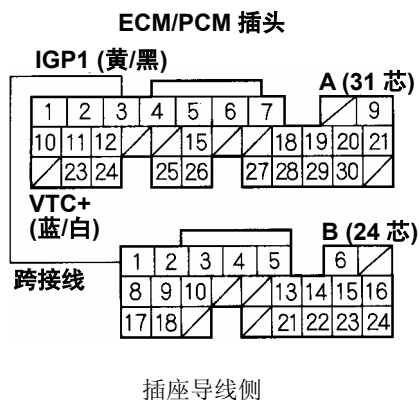 ECM/PCM 插头
IGP1 (黄/黑)
A (31 芯)
1 2 3 4 5 6 7 9
10 11 12 15 18 19 20 21
23 24 25 26 27 28 29 30
VTC+
(蓝/白)
B (24 芯)
跨接线
1 2 3 4 5 6
8 9 10 13 14 15 16
17 18 21 22 23 24
插座导线侧